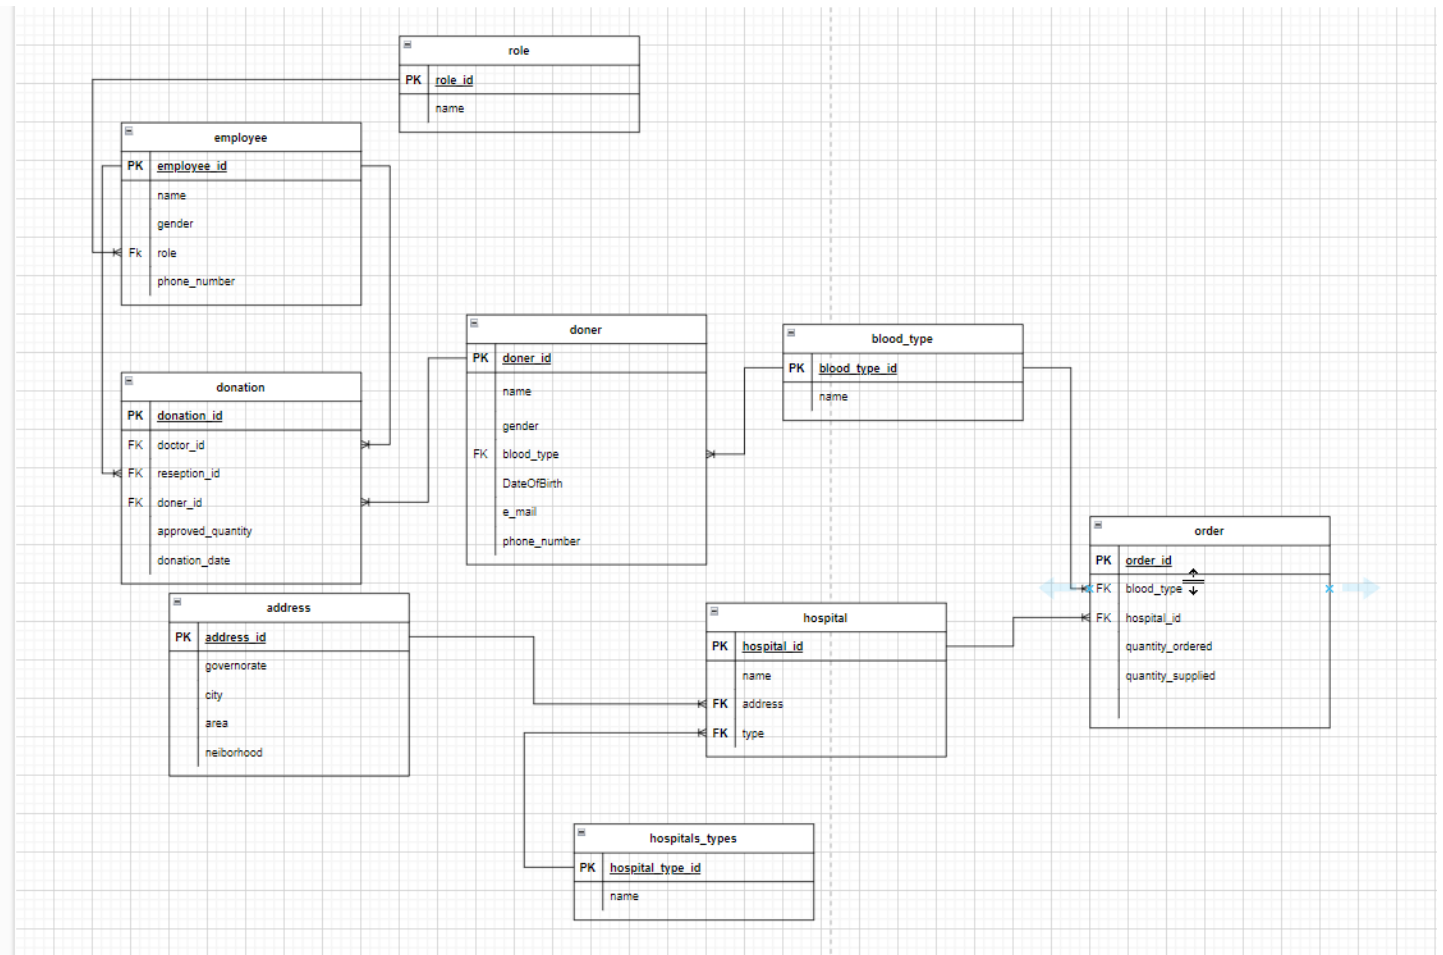 role
PK role_id
name
employee
PK employee_id
name
gender
Fk role
phone_number
doner
PK doner_id
name
gender
FK blood_type
DateOfBirth
e_mail
phone_number
blood_type
PK blood_type_id
name
donation
PK donation_id
FK doctor_id
FK reseption_id
FK doner_id
approved_quantity
donation_date
order
PK order_id
FK blood_type
FK hospital_id
quantity_ordered
quantity_supplied
address
PK address_id
governorate
city
area
neiborhood
hospital
PK hospital_id
name
FK address
FK type
hospitals_types
PK hospital_type_id
name